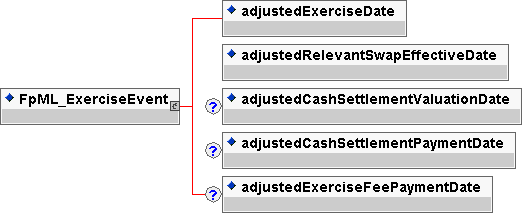 adjustedExerciseDate
adjustedRelevantSwapEffectiveDate
FpML_ExerciseEvent
c
? adjustedCashSettlementValuationDate
? adjustedCashSettlementPaymentDate
? adjustedExerciseFeePaymentDate